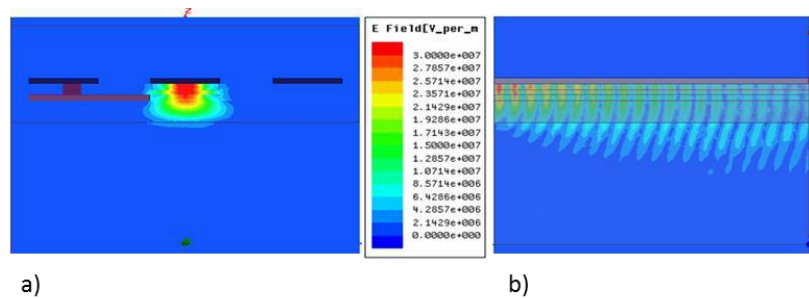 Z
E Field[V_per_m
3.0000e+007
2.7857e+007
2.5714e+007
2.3571e+007
2.1429e+007
1.9286e+007
1.7143e+007
1.5000e+007
1.2857e+007
1.0714e+007
8.5714e+006
6.4286e+006
4.2857e+006
2.1429e+006
0.0000e+000
a)
b)